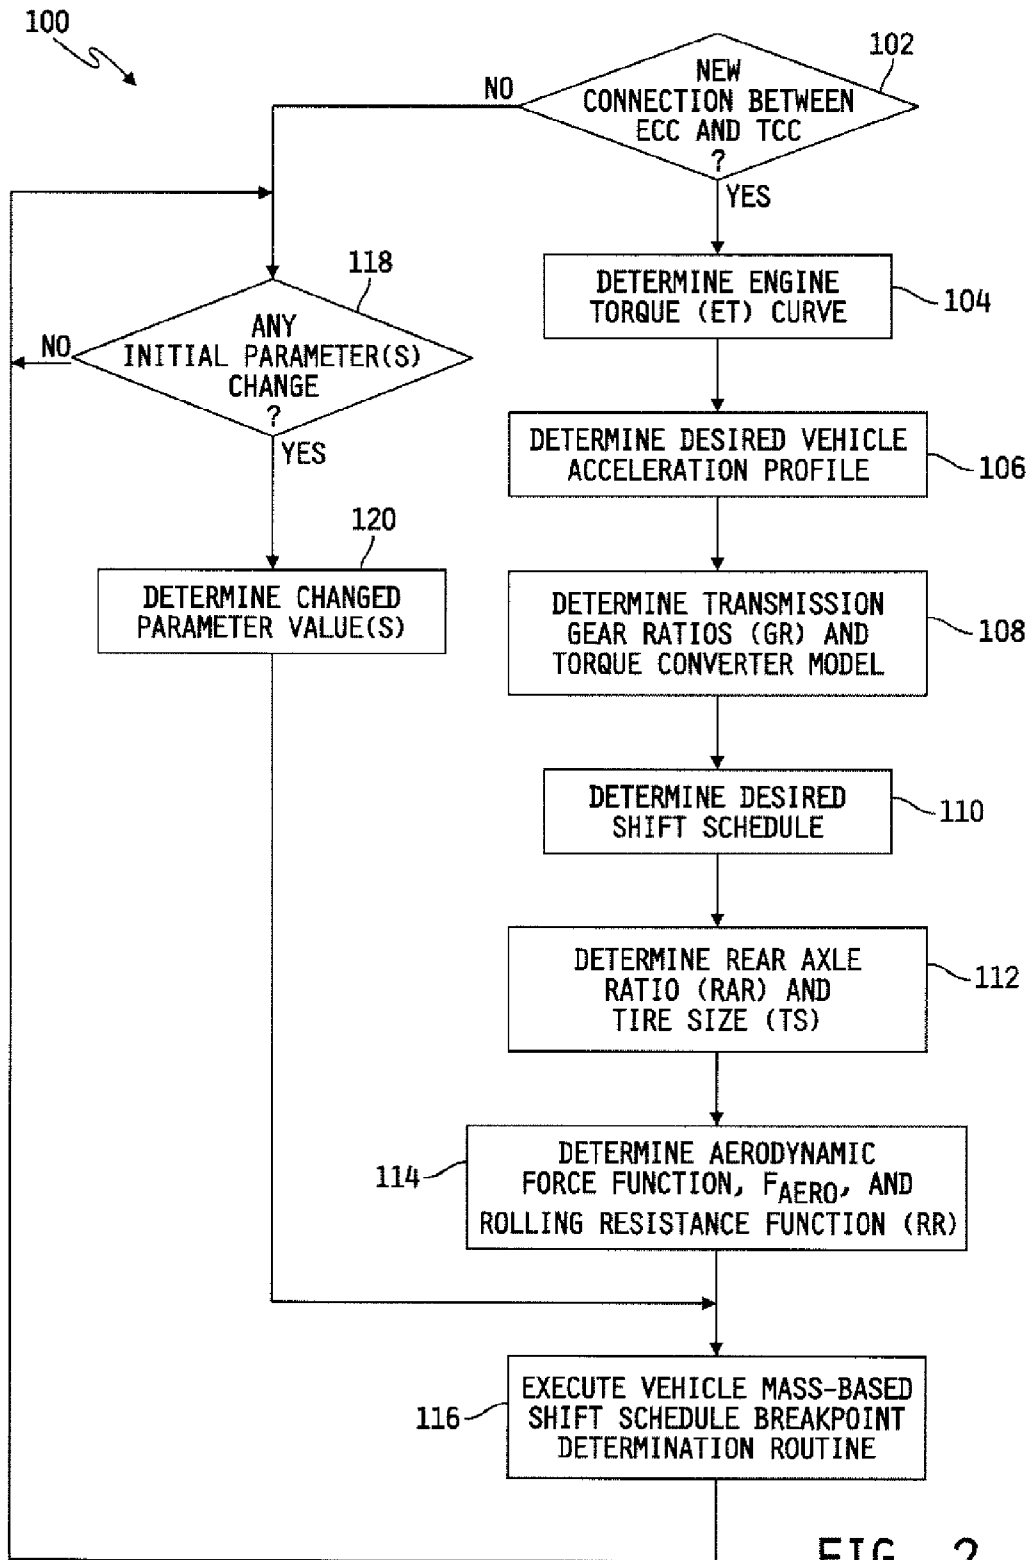 100
102
NEW
CONNECTION BETWEEN
ECC AND TCC
?
NO
YES
118
ANY
INITIAL PARAMETER(S)
CHANGE
?
NO
YES
DETERMINE ENGINE
TORQUE (ET) CURVE
104
DETERMINE DESIRED VEHICLE
ACCELERATION PROFILE
106
120
DETERMINE CHANGED
PARAMETER VALUE(S)
DETERMINE TRANSMISSION
GEAR RATIOS (GR) AND
TORQUE CONVERTER MODEL
108
DETERMINE DESIRED
SHIFT SCHEDULE
110
DETERMINE REAR AXLE
RATIO (RAR) AND
TIRE SIZE (TS)
112
114
DETERMINE AERODYNAMIC
FORCE FUNCTION, FAERO, AND
ROLLING RESISTANCE FUNCTION (RR)
116
EXECUTE VEHICLE MASS-BASED
SHIFT SCHEDULE BREAKPOINT
DETERMINATION ROUTINE
FIG. 2